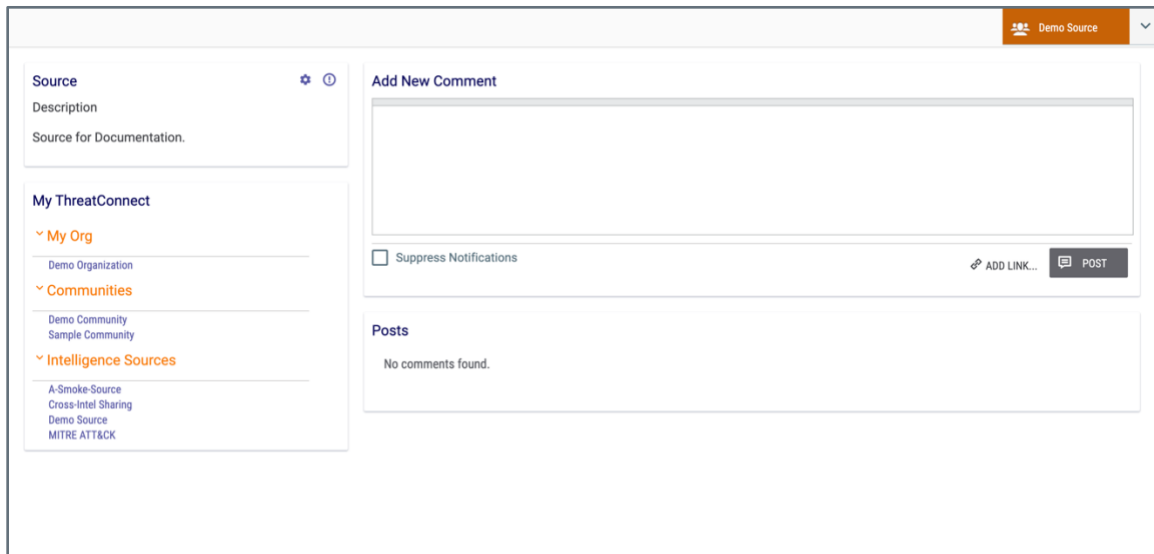 Demo Source
Source
Description
Source for Documentation.
My ThreatConnect
My Org
Demo Organization
Communities
Demo Community
Sample Community
Intelligence Sources
A-Smoke-Source
Cross-Intel Sharing
Demo Source
MITRE ATT&CK
Add New Comment
Suppress Notifications
ADD LINK...
POST
Posts
No comments found.